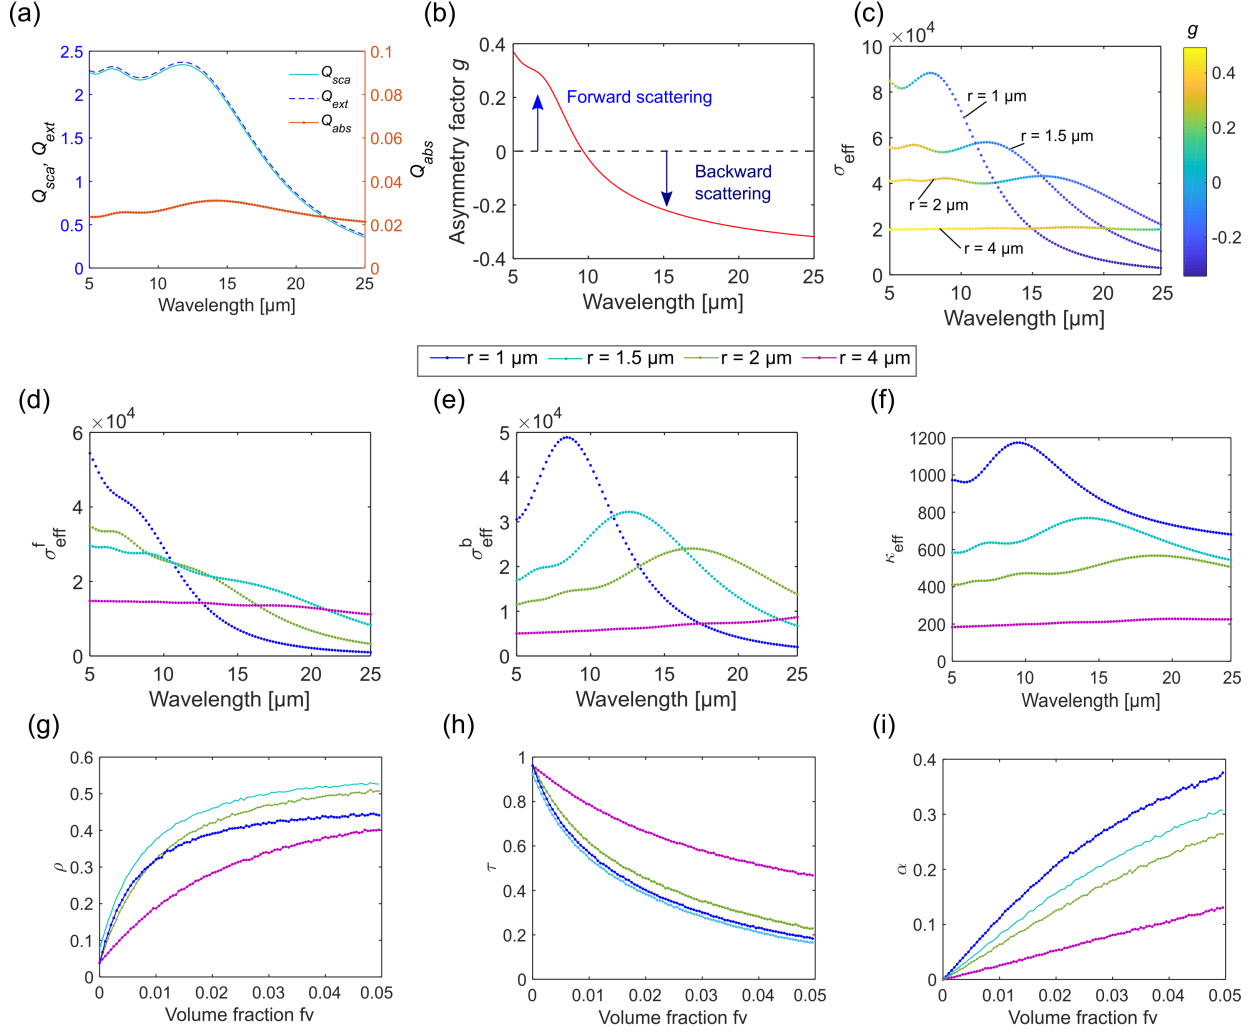 (a)
2.5
2
1.5
1
0.5
0
Q_sca, Q_ext
0.1
0.08
0.06
0.04
0.02
0
Q_abs
Q_sca
Q_ext
Q_abs
5 10 15 20 25
Wavelength [µm]
(b)
0.4
0.2
0
-0.2
-0.4
Asymmetry factor g
Forward scattering
Backward
scattering
5 10 15 20 25
Wavelength [µm]
(c)
×10⁴
10
8
6
4
2
0
σ_eff
r = 1 µm
r = 1.5 µm
r = 2 µm
r = 4 µm
5 10 15 20 25
Wavelength [µm]
g
0.4
0.2
0
-0.2
r = 1 µm r = 1.5 µm r = 2 µm r = 4 µm
(d)
×10⁴
6
4
2
0
σ^f_eff
5 10 15 20 25
Wavelength [µm]
(e)
×10⁴
5
4
3
2
1
0
σ^b_eff
5 10 15 20 25
Wavelength [µm]
(f)
1200
1000
800
600
400
200
0
κ_eff
5 10 15 20 25
Wavelength [µm]
(g)
0.6
0.5
0.4
0.3
0.2
0.1
0
ρ
0 0.01 0.02 0.03 0.04 0.05
Volume fraction fv
(h)
1
0.8
0.6
0.4
0.2
0
τ
0 0.01 0.02 0.03 0.04 0.05
Volume fraction fv
(i)
0.4
0.3
0.2
0.1
0
α
0 0.01 0.02 0.03 0.04 0.05
Volume fraction fv